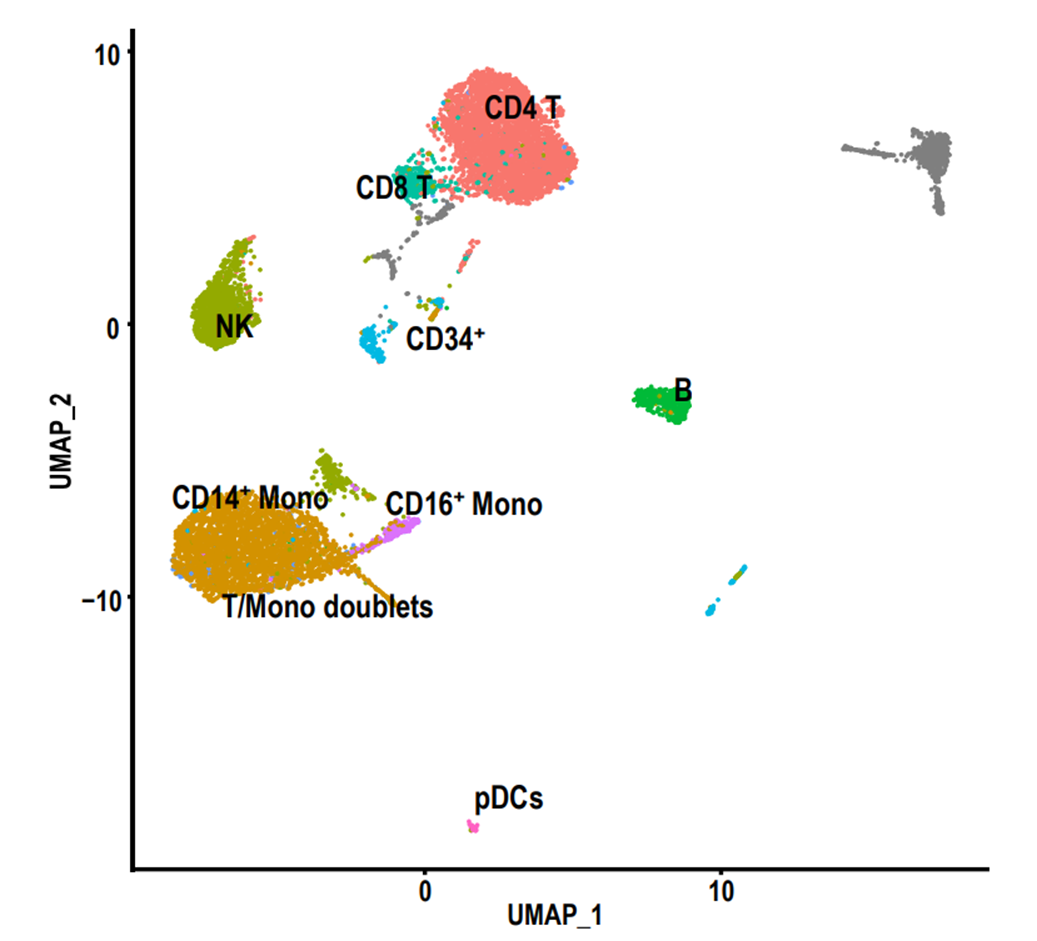 10
CD4 T
CD8 T
NK
0
CD34⁺
B
UMAP_2
CD14⁺ Mono
CD16⁺ Mono
−10
T/Mono doublets
pDCs
0
10
UMAP_1